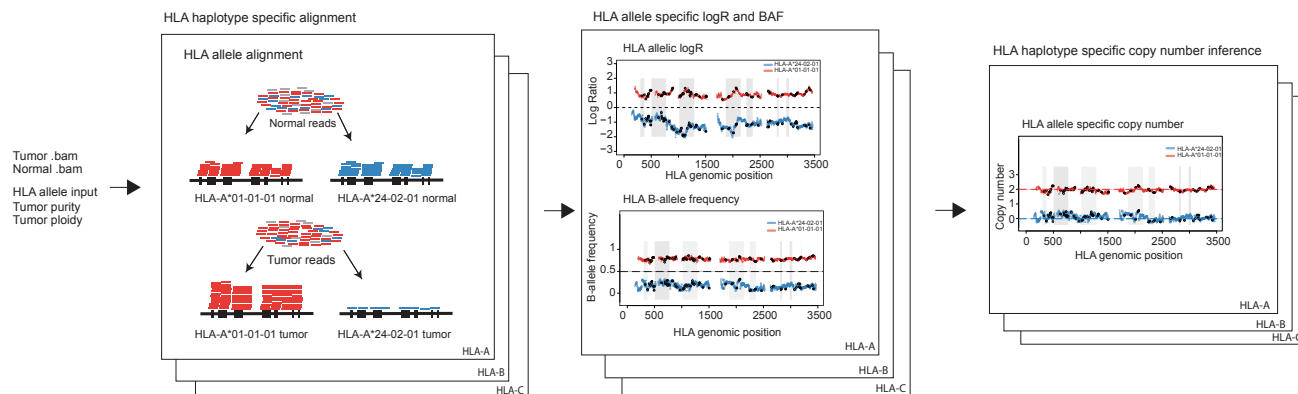 HLA haplotype specific alignment
HLA allele alignment
Normal reads
HLA-A*01-01-01 normal
HLA-A*24-02-01 normal
Tumor reads
HLA-A*01-01-01 tumor
HLA-A*24-02-01 tumor
HLA-A
HLA-B
HLA-C
Tumor .bam
Normal .bam
HLA allele input
Tumor purity
Tumor ploidy
HLA allele specific logR and BAF
HLA allelic logR
HLA-A*24-02-01
HLA-A*01-01-01
Log Ratio
3
2
1
0
−1
−2
−3
0 500 1500 2500 3500
HLA genomic position
HLA B-allele frequency
HLA-A*24-02-01
HLA-A*01-01-01
B-allele frequency
1
0.5
0
0 500 1500 2500 3500
HLA genomic position
HLA-A
HLA-B
HLA-C
HLA haplotype specific copy number inference
HLA allele specific copy number
HLA-A*24-02-01
HLA-A*01-01-01
Copy number
4
2
0
0 500 1500 2500 3500
HLA genomic position
HLA-A
HLA-B
HLA-C